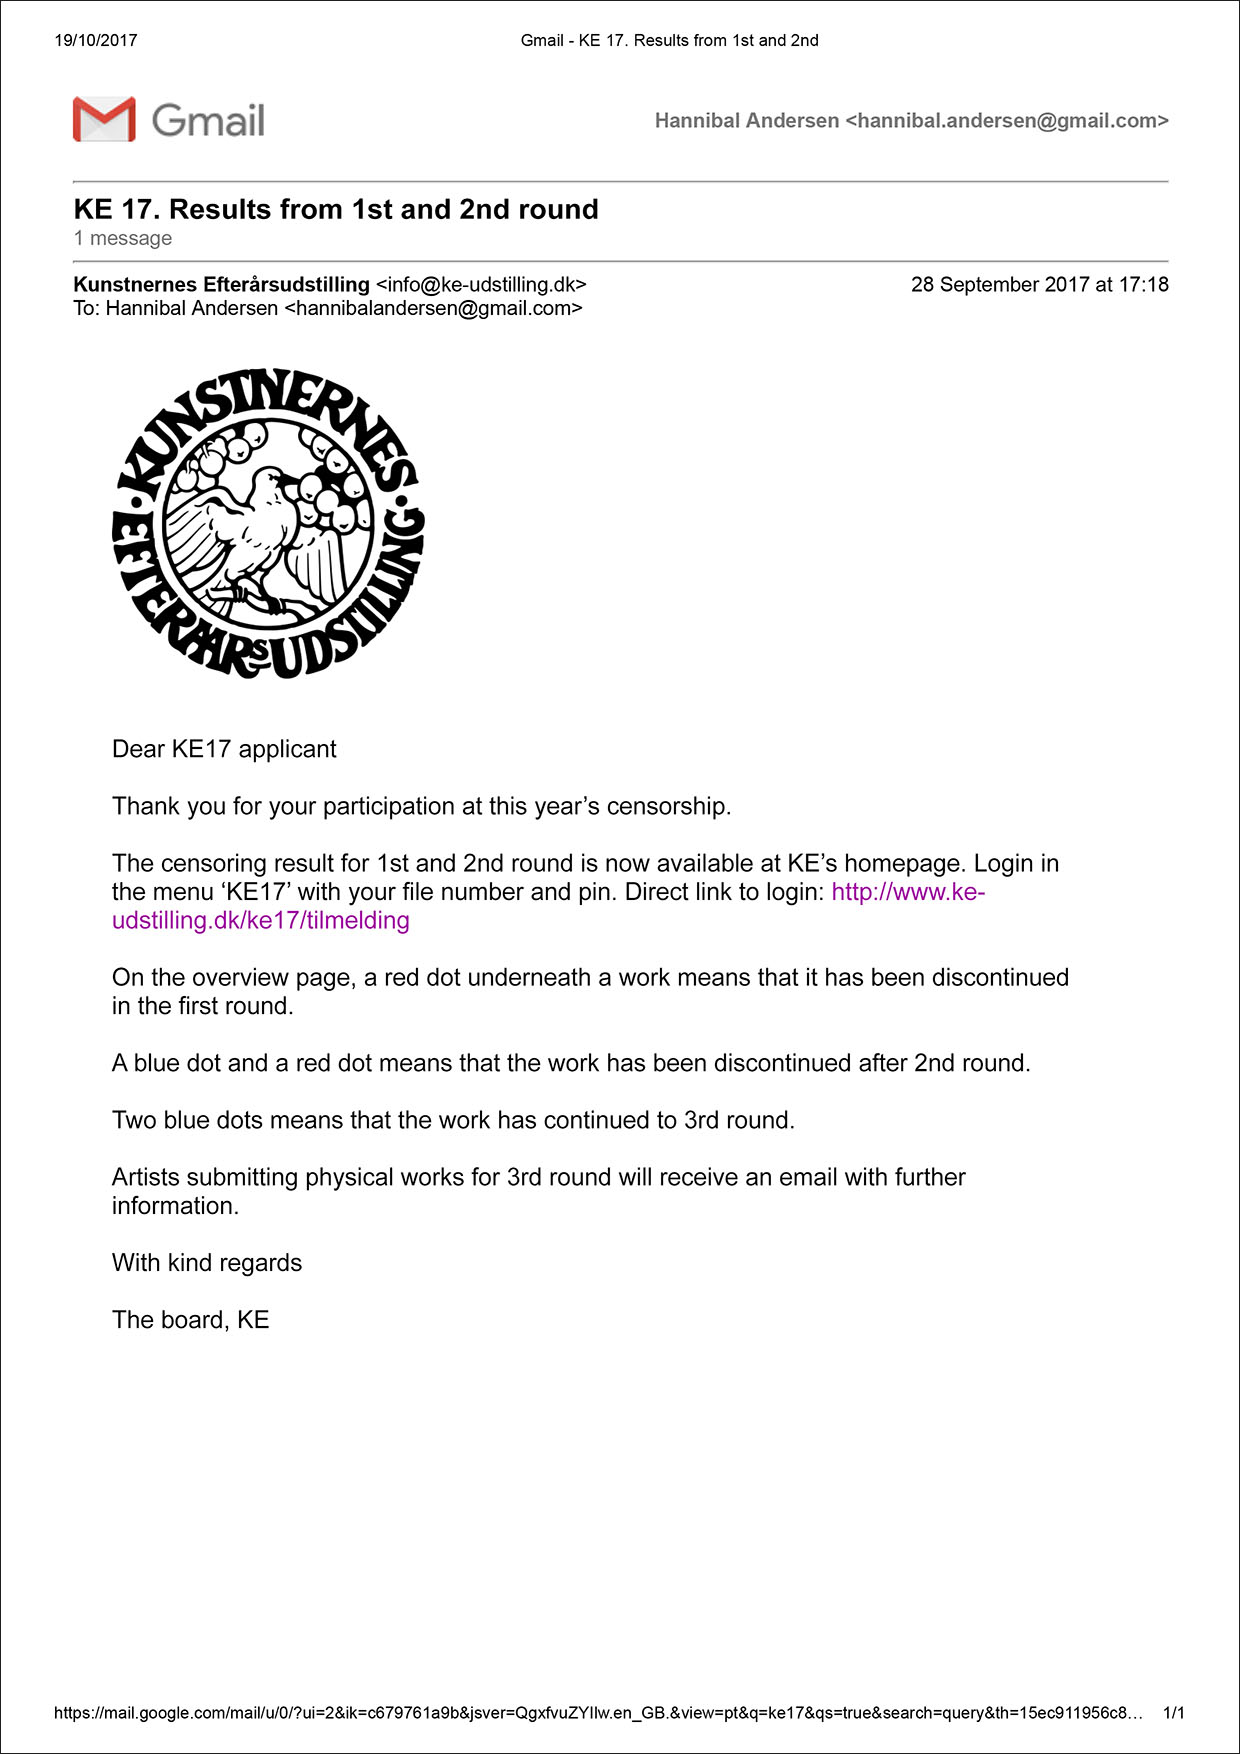 19/10/2017 Gmail - KE 17. Results from 1st and 2nd
Gmail Hannibal Andersen <hannibal.andersen@gmail.com>
KE 17. Results from 1st and 2nd round
1 message
Kunstnernes Efterårsudstilling <info@ke-udstilling.dk> 28 September 2017 at 17:18
To: Hannibal Andersen <hannibalandersen@gmail.com>
KUNSTNERNES · EFTERAARSUDSTILLING ·
Dear KE17 applicant
Thank you for your participation at this year’s censorship.
The censoring result for 1st and 2nd round is now available at KE’s homepage. Login in
the menu ‘KE17’ with your file number and pin. Direct link to login: http://www.ke-
udstilling.dk/ke17/tilmelding
On the overview page, a red dot underneath a work means that it has been discontinued
in the first round.
A blue dot and a red dot means that the work has been discontinued after 2nd round.
Two blue dots means that the work has continued to 3rd round.
Artists submitting physical works for 3rd round will receive an email with further
information.
With kind regards
The board, KE
https://mail.google.com/mail/u/0/?ui=2&ik=c679761a9b&jsver=QgxfvuZYIlw.en_GB.&view=pt&q=ke17&qs=true&search=query&th=15ec911956c8… 1/1